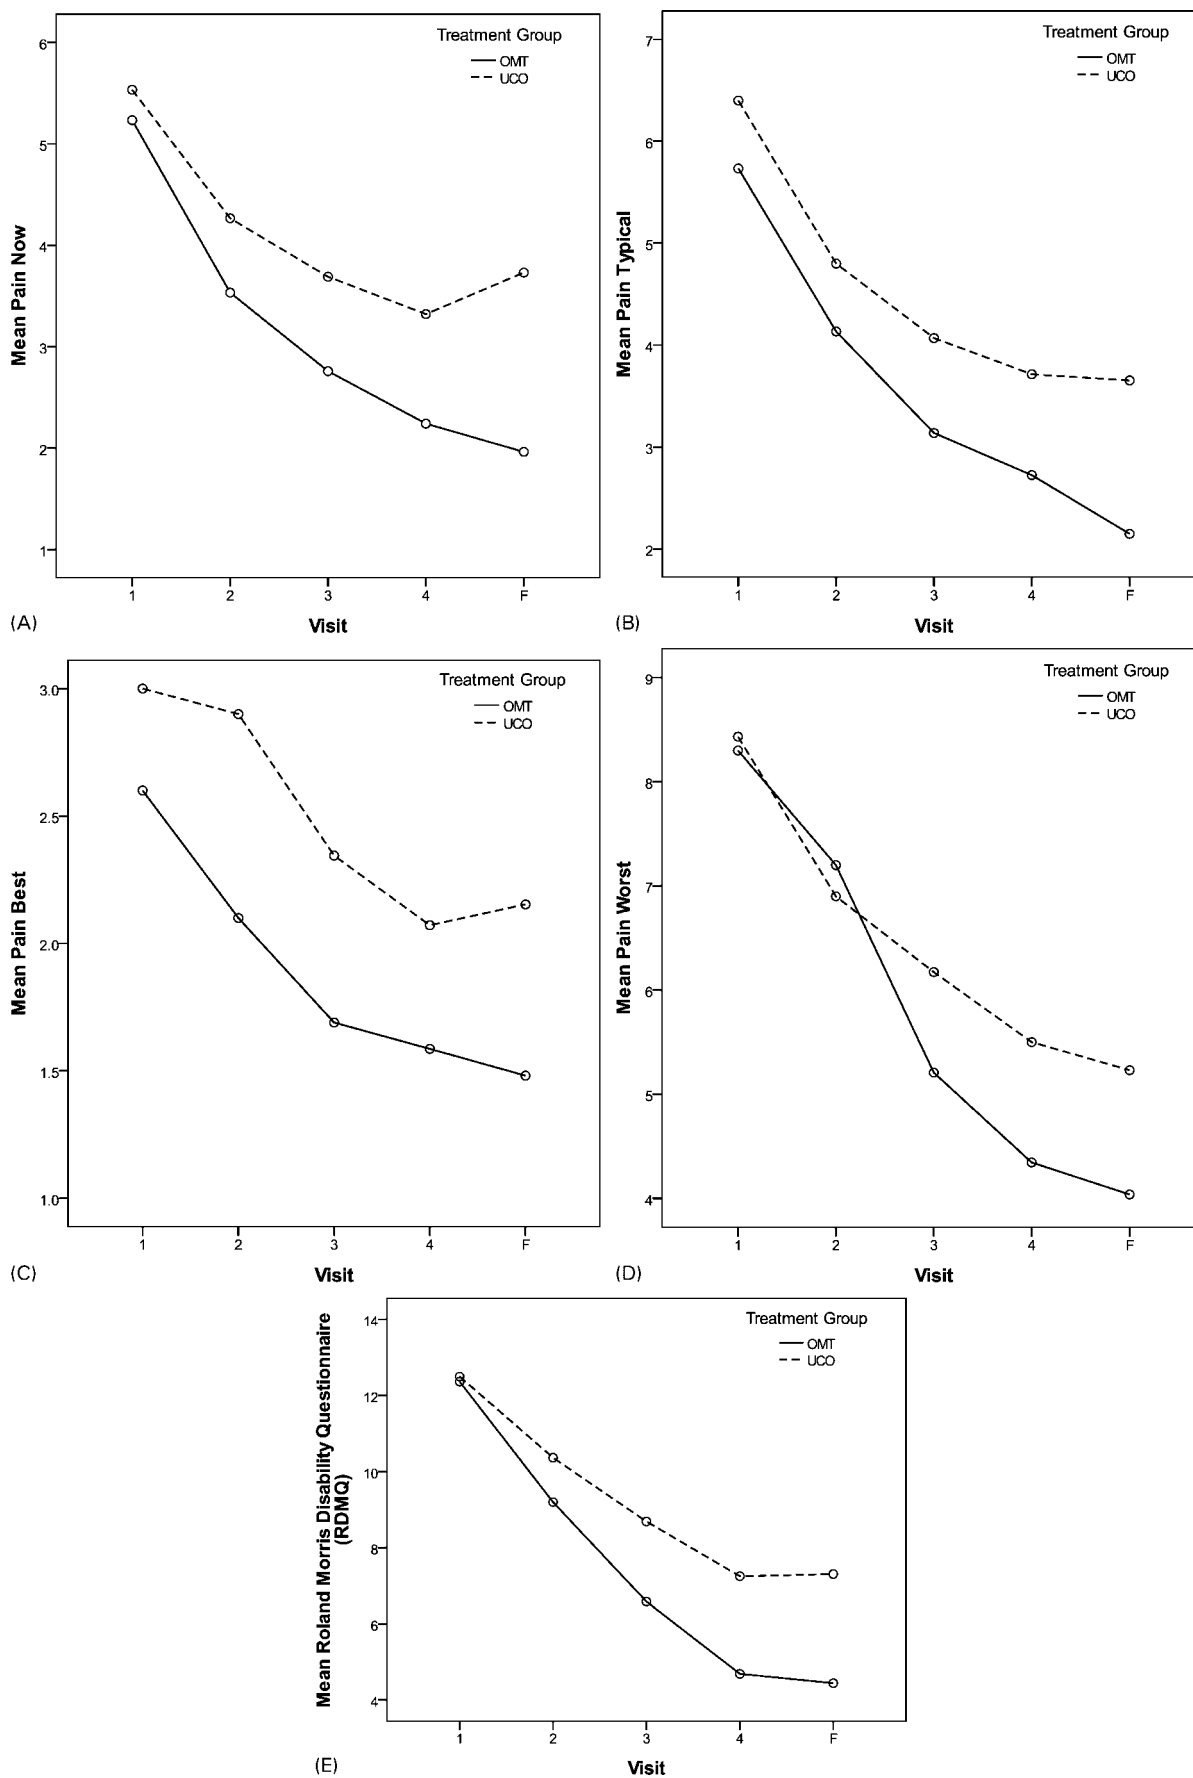 Treatment Group
OMT
UCO
6
5
4
3
2
1
Mean Pain Now
1 2 3 4 F
Visit
(A)
Treatment Group
OMT
UCO
7
6
5
4
3
2
Mean Pain Typical
1 2 3 4 F
Visit
(B)
Treatment Group
OMT
UCO
3.0
2.5
2.0
1.5
1.0
Mean Pain Best
1 2 3 4 F
Visit
(C)
Treatment Group
OMT
UCO
9
8
7
6
5
4
Mean Pain Worst
1 2 3 4 F
Visit
(D)
Treatment Group
OMT
UCO
14
12
10
8
6
4
Mean Roland Morris Disability Questionnaire
(RDMQ)
1 2 3 4 F
Visit
(E)